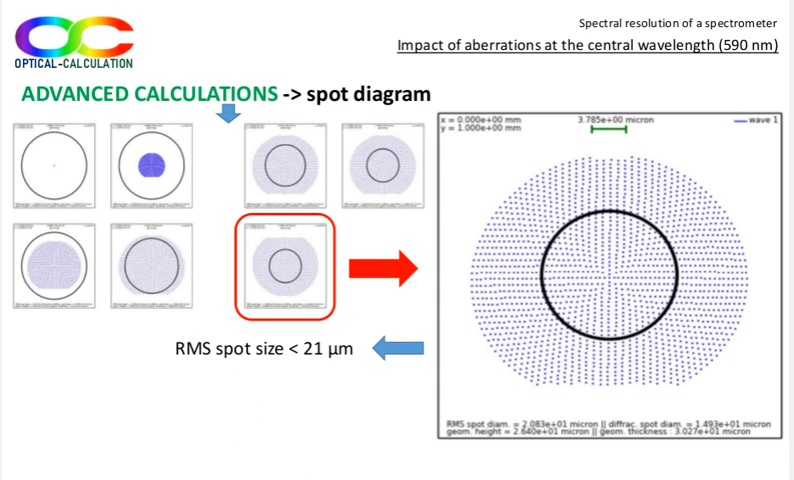 Spectral resolution of a spectrometer
Impact of aberrations at the central wavelength (590 nm)
OPTICAL-CALCULATION
ADVANCED CALCULATIONS -> spot diagram
x = 0.000e+00 mm
y = 1.000e+00 mm
3.785e+00 micron
wave 1
RMS spot size < 21 µm
RMS spot diam. = 2.083e+01 micron || diffrac. spot diam. = 1.493e+01 micron
geom. height = 2.640e+01 micron || geom. thickness : 3.027e+01 micron